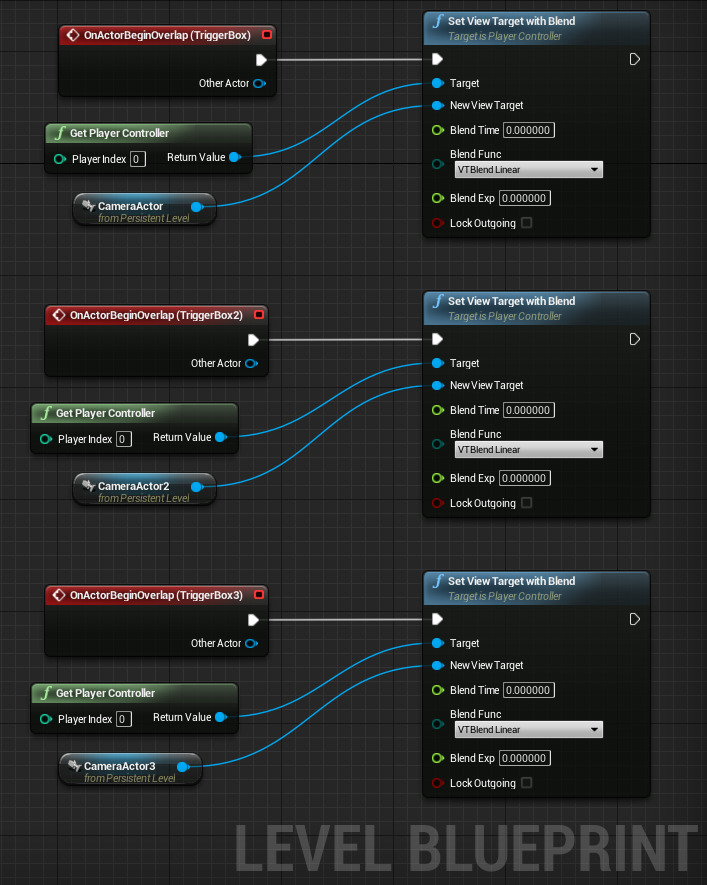 OnActorBeginOverlap (TriggerBox)
Other Actor
Get Player Controller
Player Index 0 Return Value
CameraActor
from Persistent Level
Set View Target with Blend
Target is Player Controller
Target
New View Target
Blend Time 0.000000
Blend Func
VTBlend Linear
Blend Exp 0.000000
Lock Outgoing
OnActorBeginOverlap (TriggerBox2)
Other Actor
Get Player Controller
Player Index 0 Return Value
CameraActor2
from Persistent Level
Set View Target with Blend
Target is Player Controller
Target
New View Target
Blend Time 0.000000
Blend Func
VTBlend Linear
Blend Exp 0.000000
Lock Outgoing
OnActorBeginOverlap (TriggerBox3)
Other Actor
Get Player Controller
Player Index 0 Return Value
CameraActor3
from Persistent Level
Set View Target with Blend
Target is Player Controller
Target
New View Target
Blend Time 0.000000
Blend Func
VTBlend Linear
Blend Exp 0.000000
Lock Outgoing
LEVEL BLUEPRINT